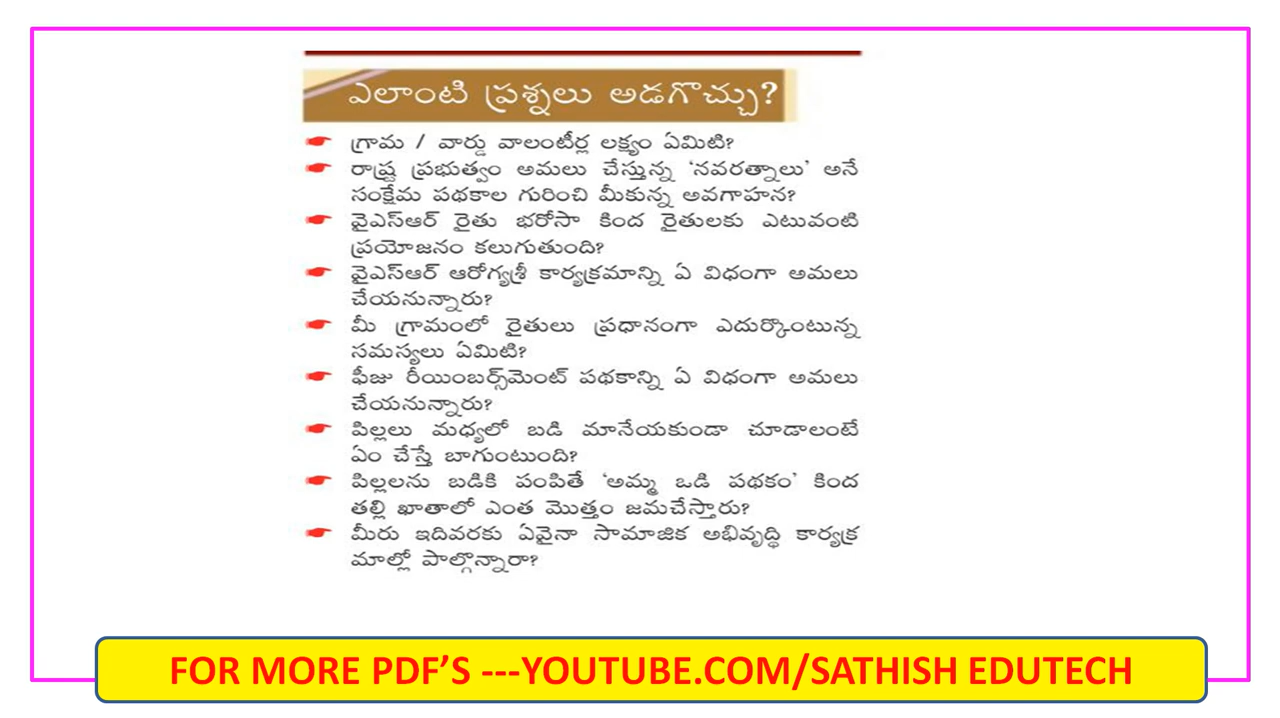 ఎలాంటి ప్రశ్నలు అడగొచ్చు?
గ్రామ / వార్డు వాలంటీర్ల లక్ష్యం ఏమిటి?
రాష్ట్ర ప్రభుత్వం అమలు చేస్తున్న 'నవరత్నాలు' అనే
సంక్షేమ పథకాల గురించి మీకున్న అవగాహన?
వైఎస్ఆర్ రైతు భరోసా కింద రైతులకు ఎటువంటి
ప్రయోజనం కలుగుతుంది?
వైఎస్ఆర్ ఆరోగ్యశ్రీ కార్యక్రమాన్ని ఏ విధంగా అమలు
చేయనున్నారు?
మీ గ్రామంలో రైతులు ప్రధానంగా ఎదుర్కొంటున్న
సమస్యలు ఏమిటి?
ఫీజు రీయింబర్స్‌మెంట్ పథకాన్ని ఏ విధంగా అమలు
చేయనున్నారు?
పిల్లలు మధ్యలో బడి మానేయకుండా చూడాలంటే
ఏం చేస్తే బాగుంటుంది?
పిల్లలను బడికి పంపితే 'అమ్మ ఒడి పథకం' కింద
తల్లి ఖాతాలో ఎంత మొత్తం జమచేస్తారు?
మీరు ఇదివరకు ఏవైనా సామాజిక అభివృద్ధి కార్యక్ర
మాల్లో పాల్గొన్నారా?
FOR MORE PDF'S ---YOUTUBE.COM/SATHISH EDUTECH